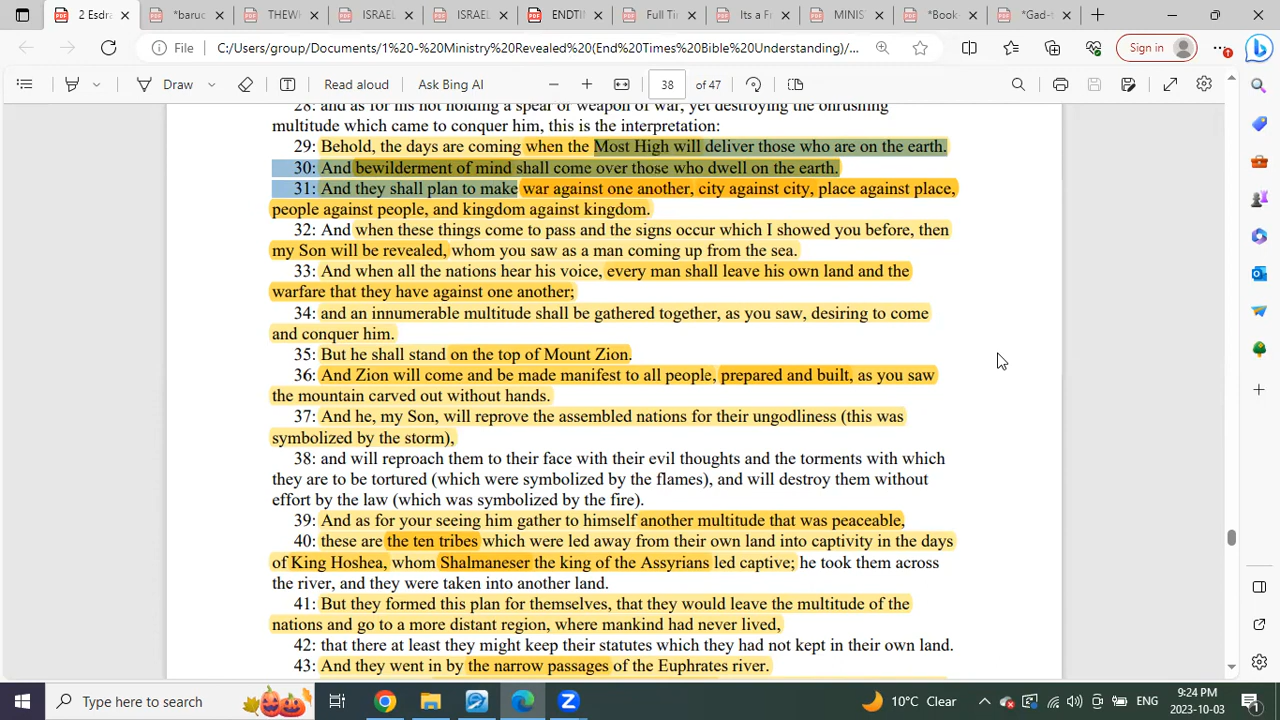 2 Esdra
*baruc
THEWH
ISRAEL
ISRAEL
ENDTIN
Full Tim
Its a Fr
MINIS
*Book-
*Gad-t
File
C:/Users/group/Documents/1%20-%20Ministry%20Revealed%20(End%20Times%20Bible%20Understanding)/...
Sign in
Draw
Read aloud
Ask Bing AI
38 of 47
28: and as for his not holding a spear or weapon of war, yet destroying the onrushing
multitude which came to conquer him, this is the interpretation:
29: Behold, the days are coming when the Most High will deliver those who are on the earth.
30: And bewilderment of mind shall come over those who dwell on the earth.
31: And they shall plan to make war against one another, city against city, place against place,
people against people, and kingdom against kingdom.
32: And when these things come to pass and the signs occur which I showed you before, then
my Son will be revealed, whom you saw as a man coming up from the sea.
33: And when all the nations hear his voice, every man shall leave his own land and the
warfare that they have against one another;
34: and an innumerable multitude shall be gathered together, as you saw, desiring to come
and conquer him.
35: But he shall stand on the top of Mount Zion.
36: And Zion will come and be made manifest to all people, prepared and built, as you saw
the mountain carved out without hands.
37: And he, my Son, will reprove the assembled nations for their ungodliness (this was
symbolized by the storm),
38: and will reproach them to their face with their evil thoughts and the torments with which
they are to be tortured (which were symbolized by the flames), and will destroy them without
effort by the law (which was symbolized by the fire).
39: And as for your seeing him gather to himself another multitude that was peaceable,
40: these are the ten tribes which were led away from their own land into captivity in the days
of King Hoshea, whom Shalmaneser the king of the Assyrians led captive; he took them across
the river, and they were taken into another land.
41: But they formed this plan for themselves, that they would leave the multitude of the
nations and go to a more distant region, where mankind had never lived,
42: that there at least they might keep their statutes which they had not kept in their own land.
43: And they went in by the narrow passages of the Euphrates river.
Type here to search
10°C Clear
ENG
9:24 PM
2023-10-03
1